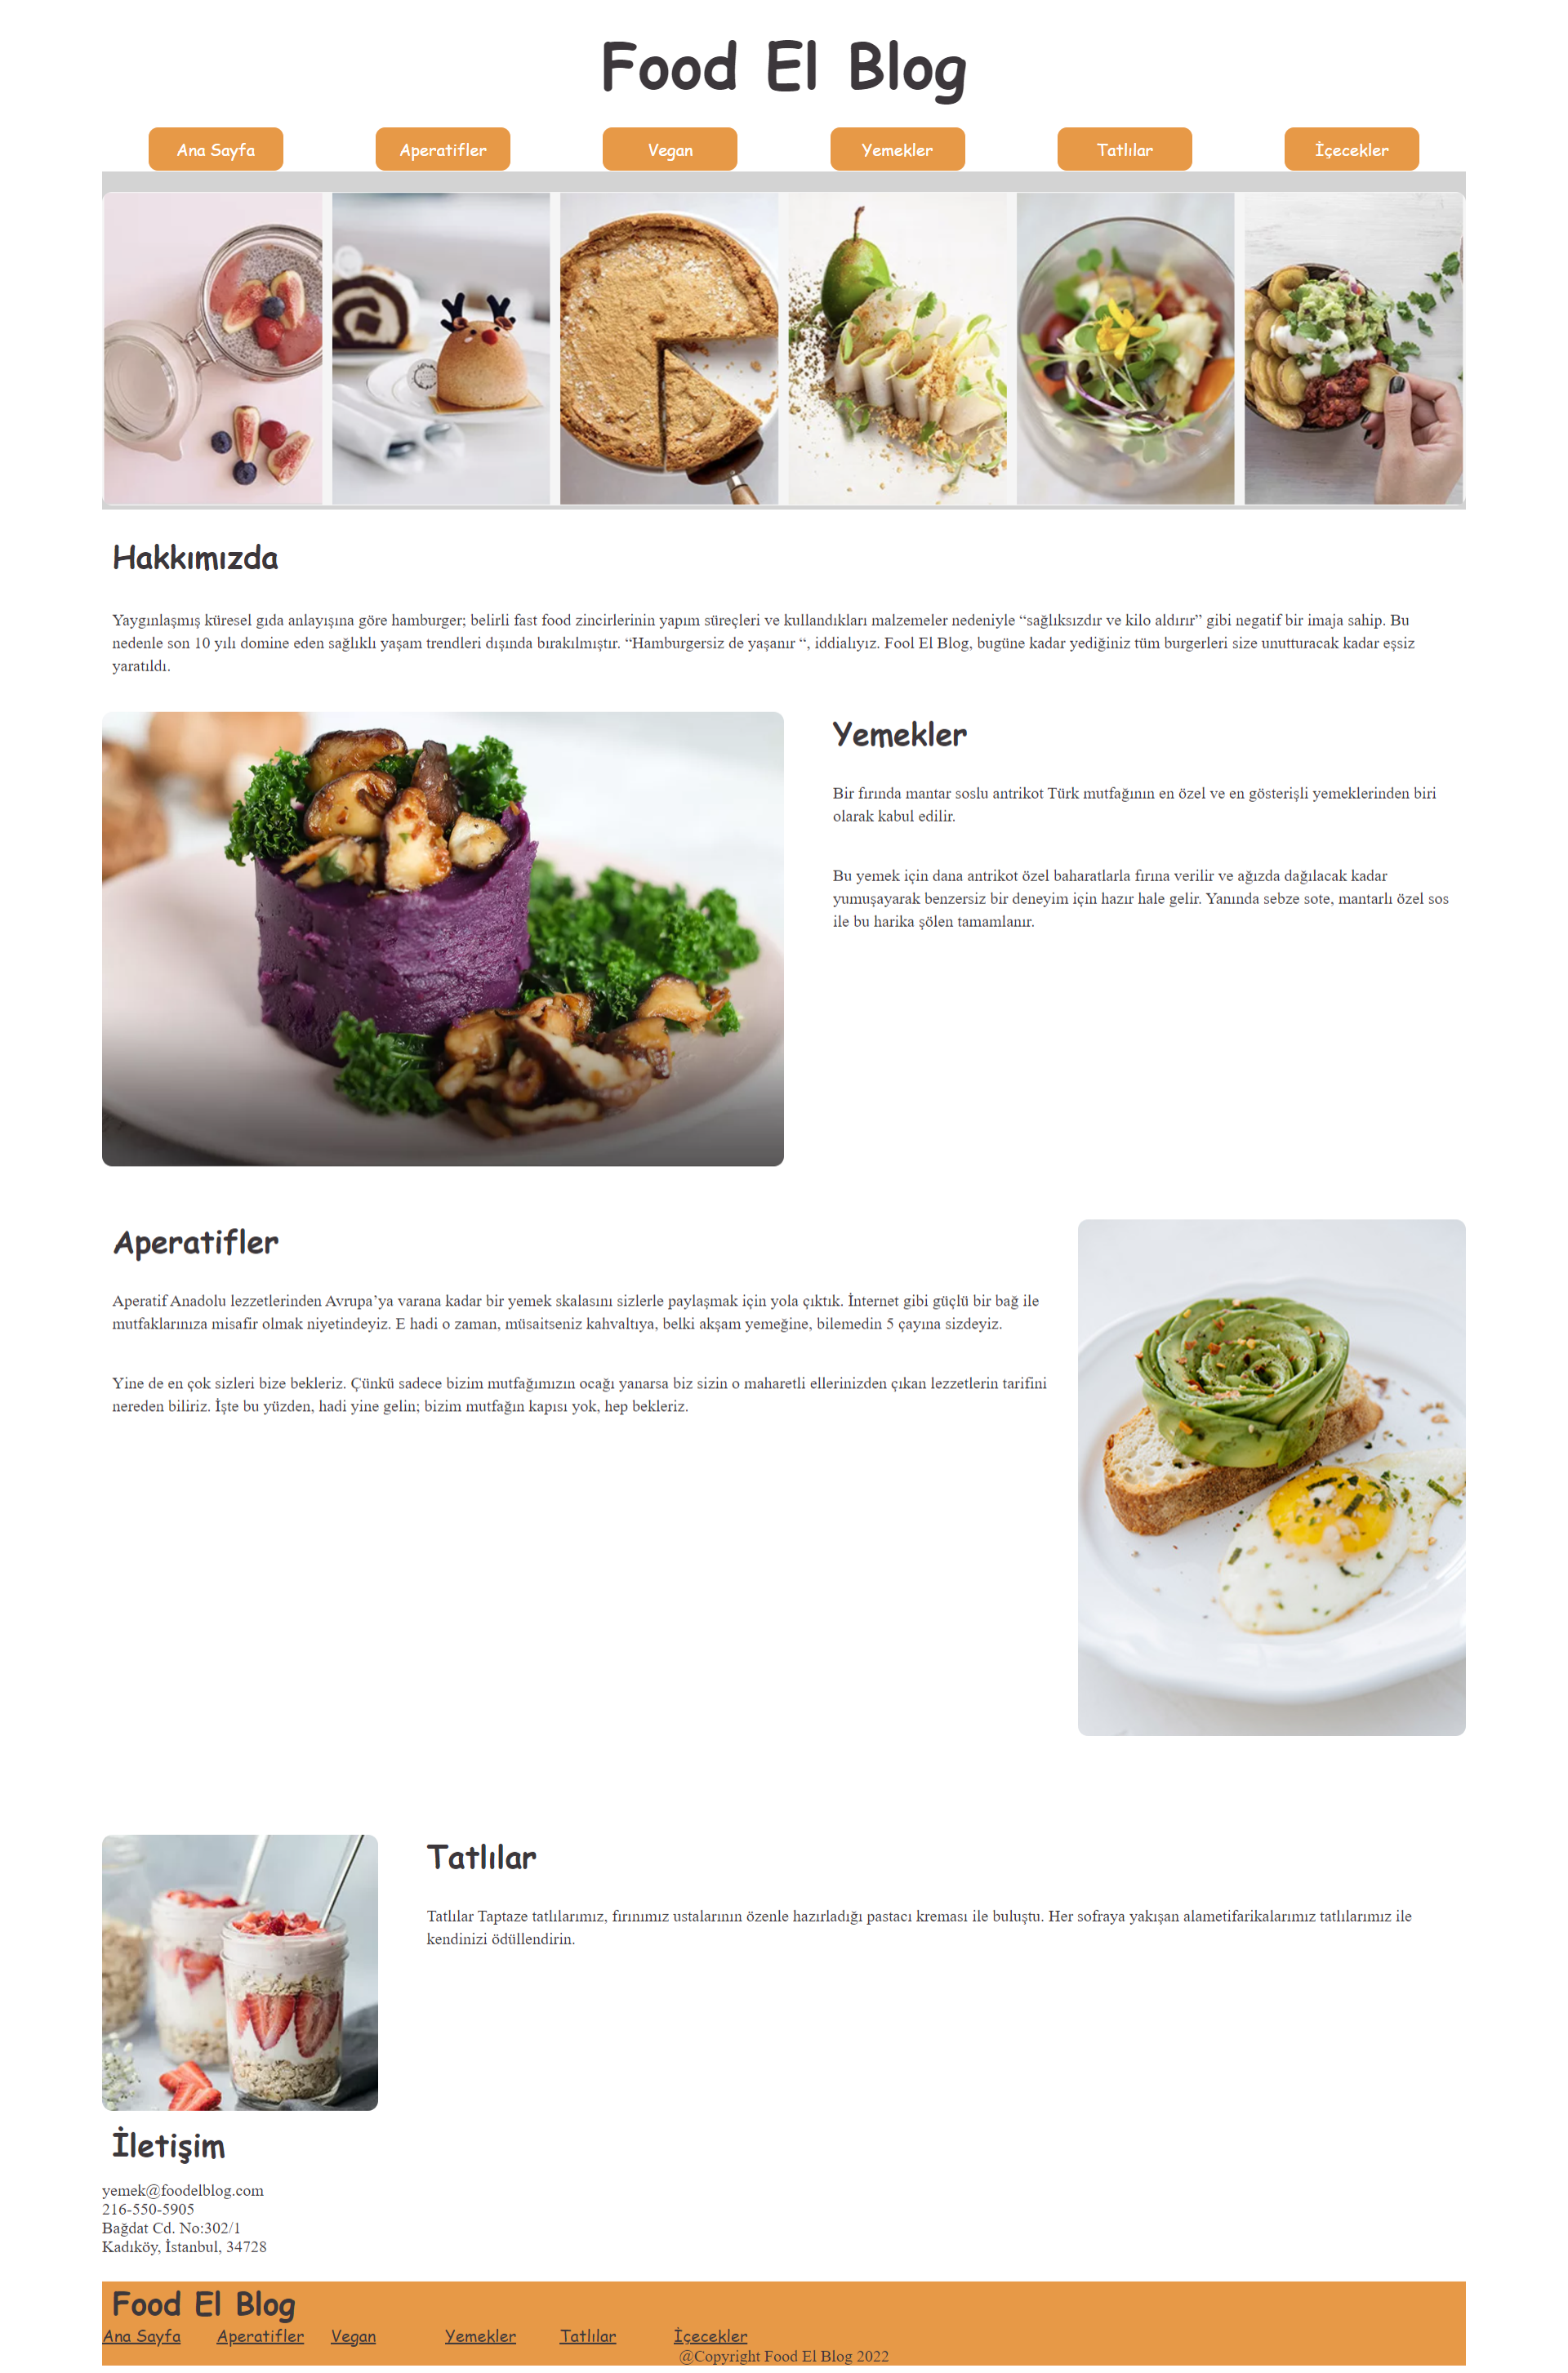 Food El Blog
Ana Sayfa Aperatifler Vegan Yemekler Tatlılar İçecekler
Hakkımızda
Yaygınlaşmış küresel gıda anlayışına göre hamburger; belirli fast food zincirlerinin yapım süreçleri ve kullandıkları malzemeler nedeniyle “sağlıksızdır ve kilo aldırır” gibi negatif bir imaja sahip. Bu
nedenle son 10 yılı domine eden sağlıklı yaşam trendleri dışında bırakılmıştır. “Hamburgersiz de yaşanır “, iddialıyız. Fool El Blog, bugüne kadar yediğiniz tüm burgerleri size unutturacak kadar eşsiz
yaratıldı.
Yemekler
Bir fırında mantar soslu antrikot Türk mutfağının en özel ve en gösterişli yemeklerinden biri
olarak kabul edilir.
Bu yemek için dana antrikot özel baharatlarla fırına verilir ve ağızda dağılacak kadar
yumuşayarak benzersiz bir deneyim için hazır hale gelir. Yanında sebze sote, mantarlı özel sos
ile bu harika şölen tamamlanır.
Aperatifler
Aperatif Anadolu lezzetlerinden Avrupa’ya varana kadar bir yemek skalasını sizlerle paylaşmak için yola çıktık. İnternet gibi güçlü bir bağ ile
mutfaklarınıza misafir olmak niyetindeyiz. E hadi o zaman, müsaitseniz kahvaltıya, belki akşam yemeğine, bilemedin 5 çayına sizdeyiz.
Yine de en çok sizleri bize bekleriz. Çünkü sadece bizim mutfağımızın ocağı yanarsa biz sizin o maharetli ellerinizden çıkan lezzetlerin tarifini
nereden biliriz. İşte bu yüzden, hadi yine gelin; bizim mutfağın kapısı yok, hep bekleriz.
Tatlılar
Tatlılar Taptaze tatlılarımız, fırınımız ustalarının özenle hazırladığı pastacı kreması ile buluştu. Her sofraya yakışan alametifarikalarımız tatlılarımız ile
kendinizi ödüllendirin.
İletişim
yemek@foodelblog.com
216-550-5905
Bağdat Cd. No:302/1
Kadıköy, İstanbul, 34728
Food El Blog
Ana Sayfa Aperatifler Vegan Yemekler Tatlılar İçecekler
@Copyright Food El Blog 2022